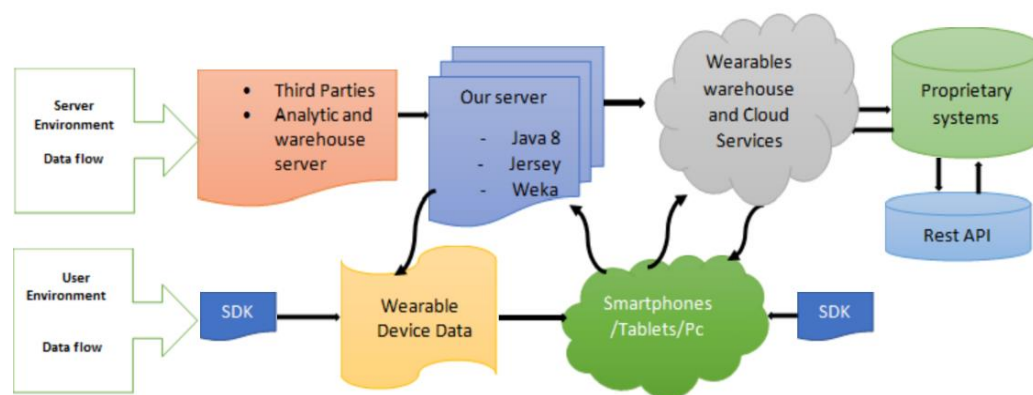 Server
Environment
Data flow
• Third Parties
• Analytic and
warehouse
server
Our server
- Java 8
- Jersey
- Weka
Wearables
warehouse
and Cloud
Services
Proprietary
systems
Rest API
User
Environment
Data flow
SDK
Wearable
Device Data
Smartphones
/Tablets/Pc
SDK